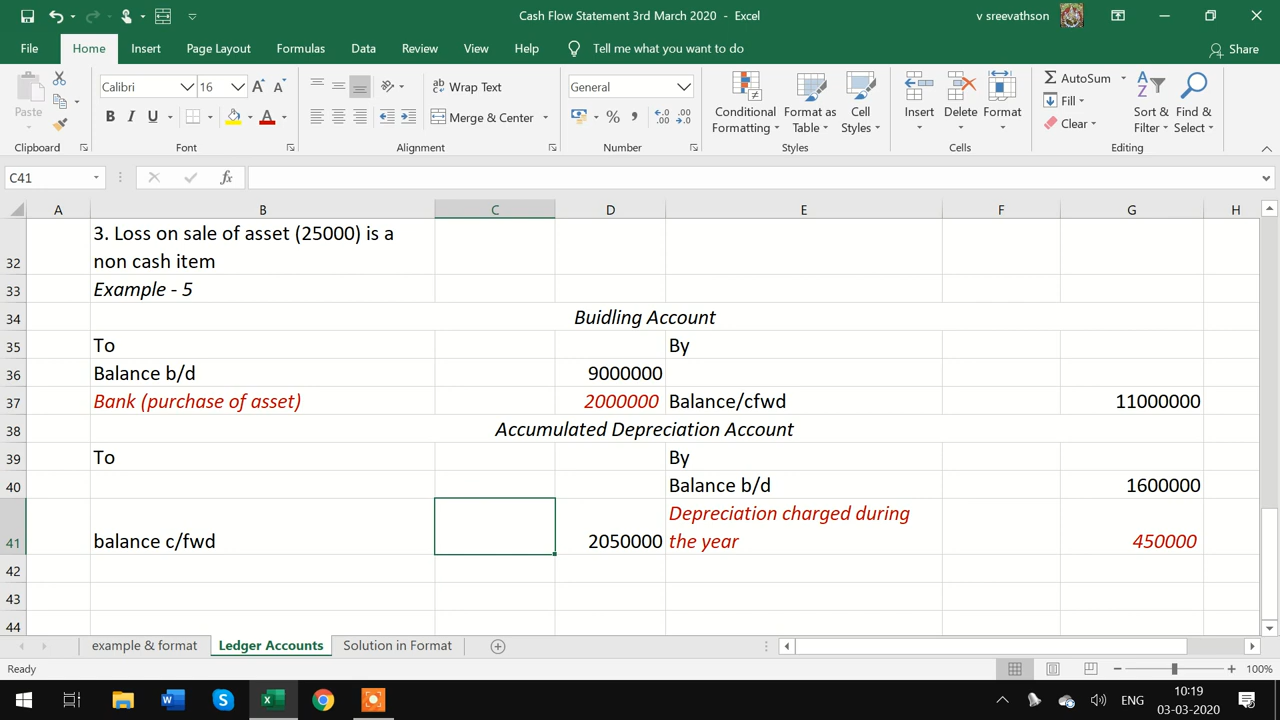 Cash Flow Statement 3rd March 2020 - Excel
v sreevathson
File Home Insert Page Layout Formulas Data Review View Help Tell me what you want to do Share
Paste
Clipboard
Calibri 16
B I U
Font
Wrap Text
Merge & Center
Alignment
General
Number
Conditional Formatting
Format as Table
Cell Styles
Styles
Insert Delete Format
Cells
AutoSum
Fill
Clear
Sort & Filter
Find & Select
Editing
C41
fx
A B C D E F G H
3. Loss on sale of asset (25000) is a
32 non cash item
33 Example - 5
34 Buidling Account
35 To By
36 Balance b/d 9000000
37 Bank (purchase of asset) 2000000 Balance/cfwd 11000000
38 Accumulated Depreciation Account
39 To By
40 Balance b/d 1600000
Depreciation charged during
41 balance c/fwd 2050000 the year 450000
42
43
44
example & format Ledger Accounts Solution in Format
Ready 100%
ENG
10:19
03-03-2020